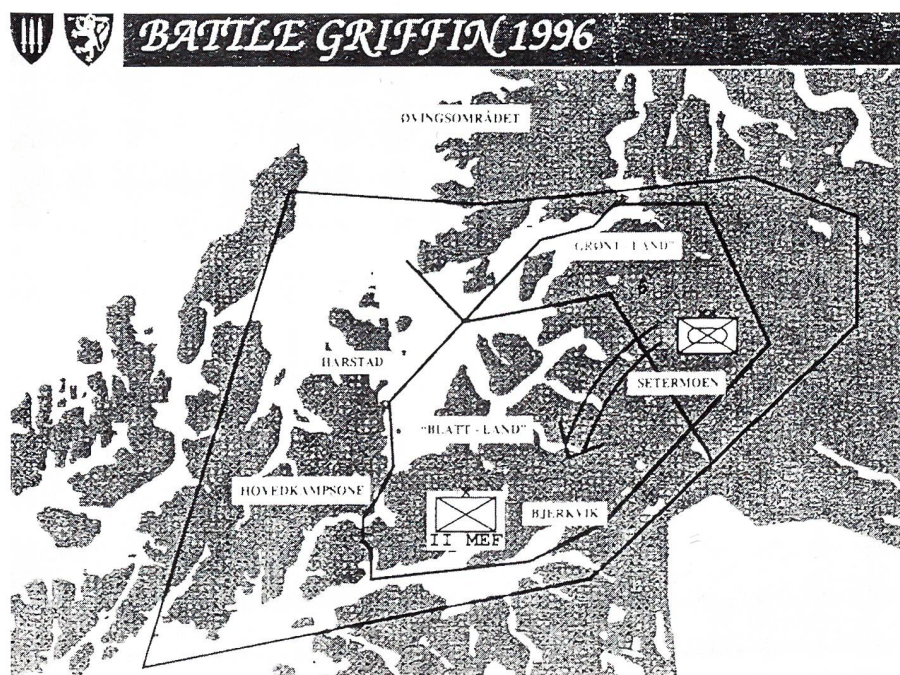 BATTLE GRIFFIN 1996
ØVINGSOMRÅDET
"GRØNT - LAND"
HARSTAD
SETERMOEN
"BLÅTT - LAND"
HOVEDKAMPSONE
BJERKVIK
II MEF